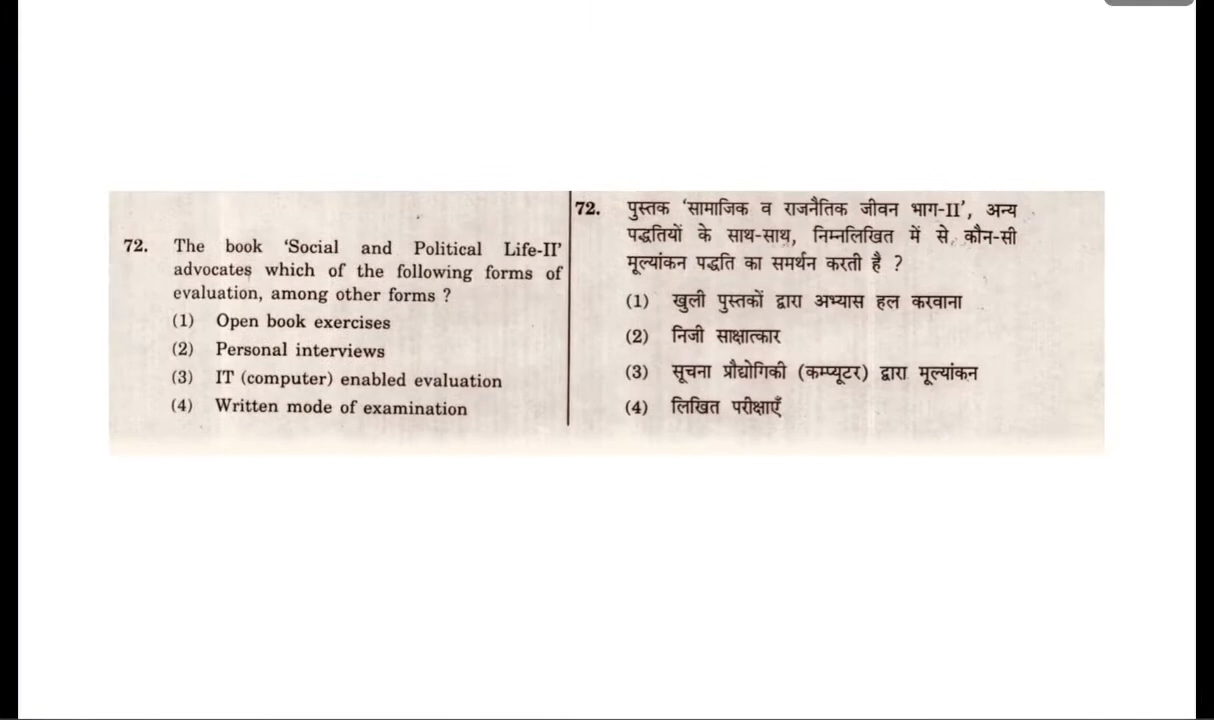 72. The book ‘Social and Political Life-II’
advocates which of the following forms of
evaluation, among other forms ?
(1) Open book exercises
(2) Personal interviews
(3) IT (computer) enabled evaluation
(4) Written mode of examination
72. पुस्तक ‘सामाजिक व राजनैतिक जीवन भाग-II’, अन्य
पद्धतियों के साथ-साथ, निम्नलिखित में से कौन-सी
मूल्यांकन पद्धति का समर्थन करती है ?
(1) खुली पुस्तकों द्वारा अभ्यास हल करवाना
(2) निजी साक्षात्कार
(3) सूचना प्रौद्योगिकी (कम्प्यूटर) द्वारा मूल्यांकन
(4) लिखित परीक्षाएँ